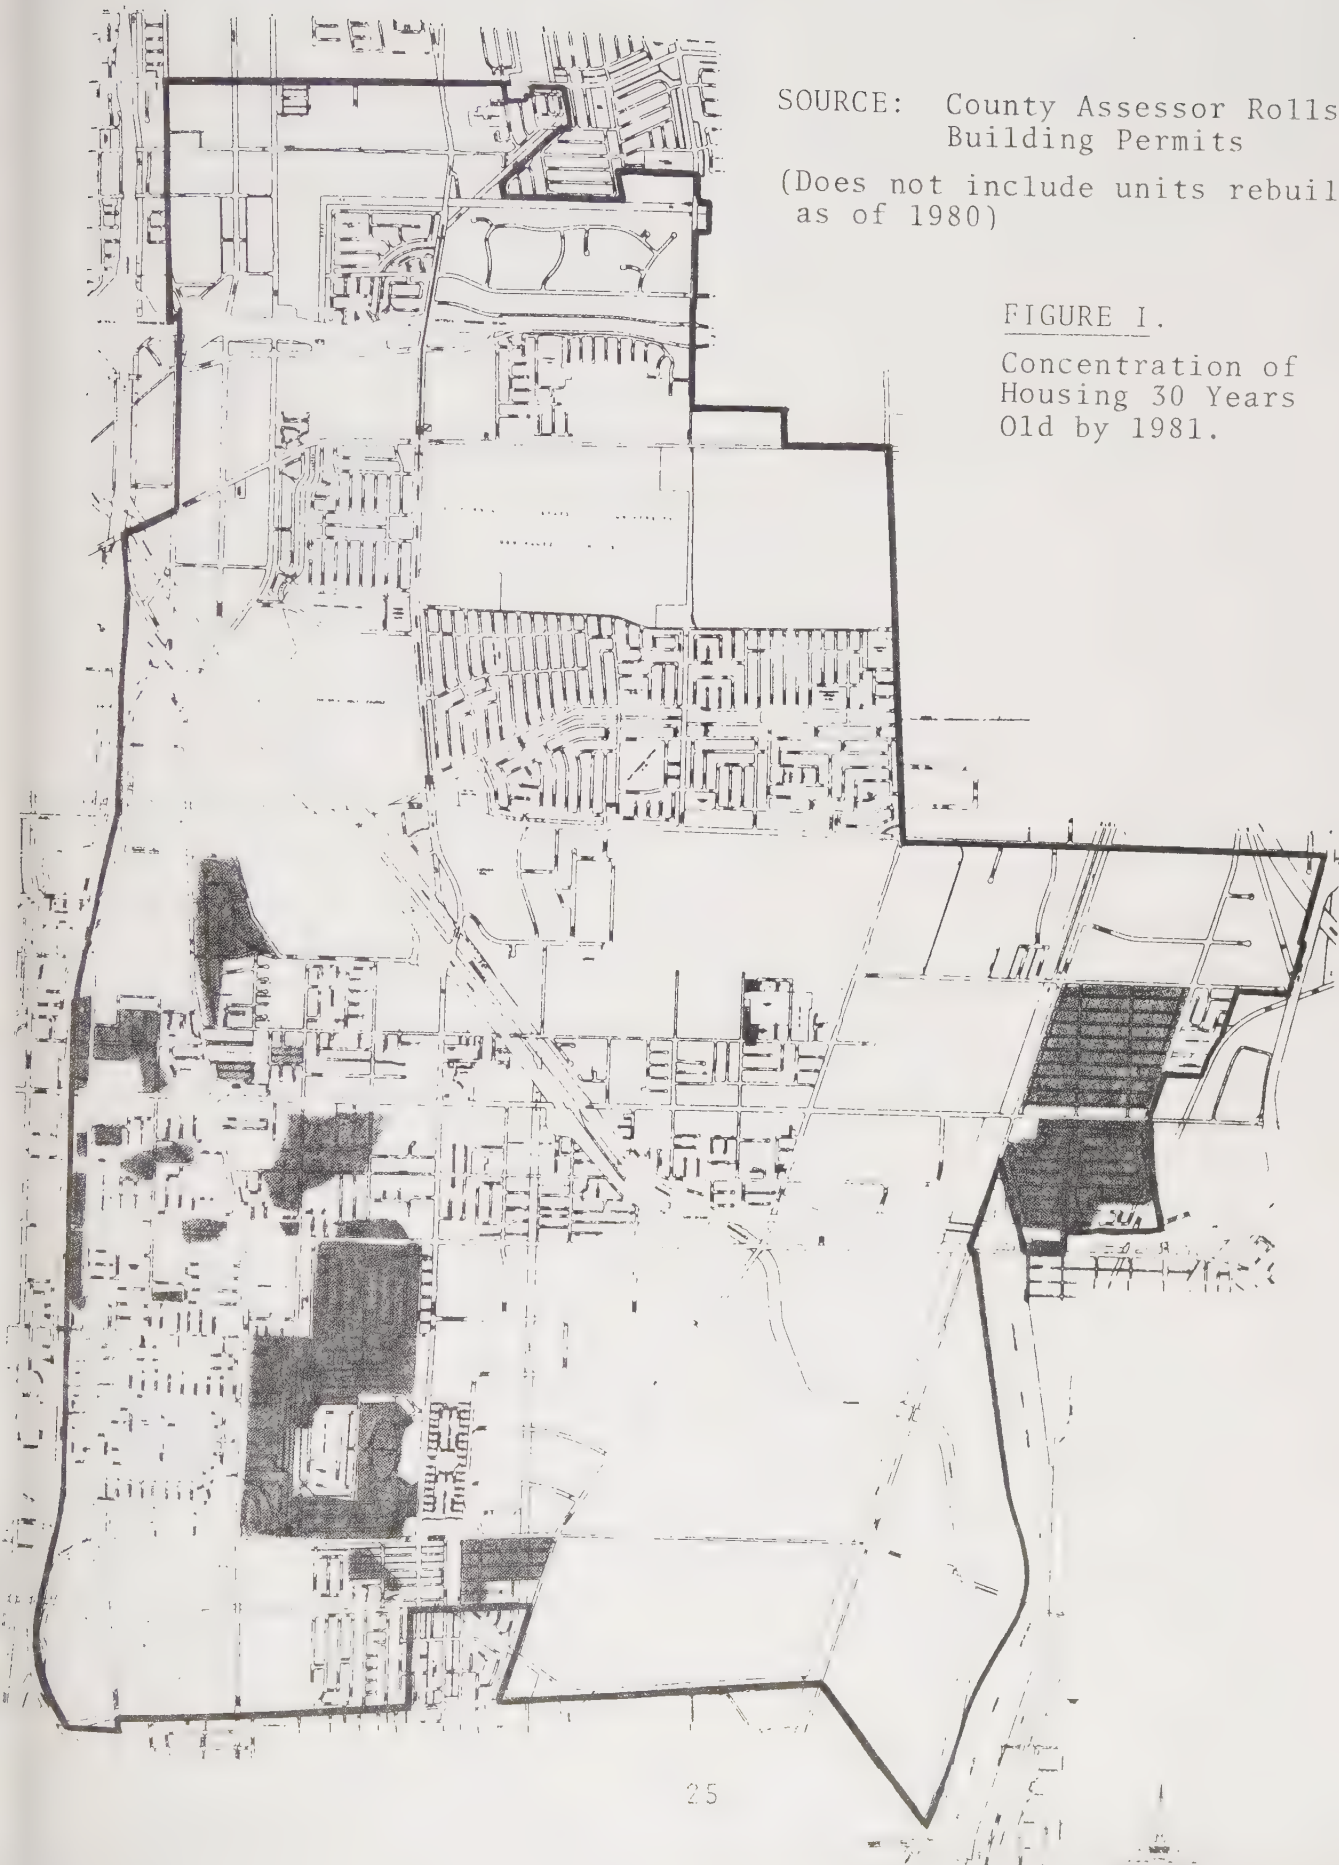 SOURCE: County Assessor Rolls
Building Permits
(Does not include units rebuil
as of 1980)
FIGURE I.
Concentration of
Housing 30 Years
Old by 1981.
25